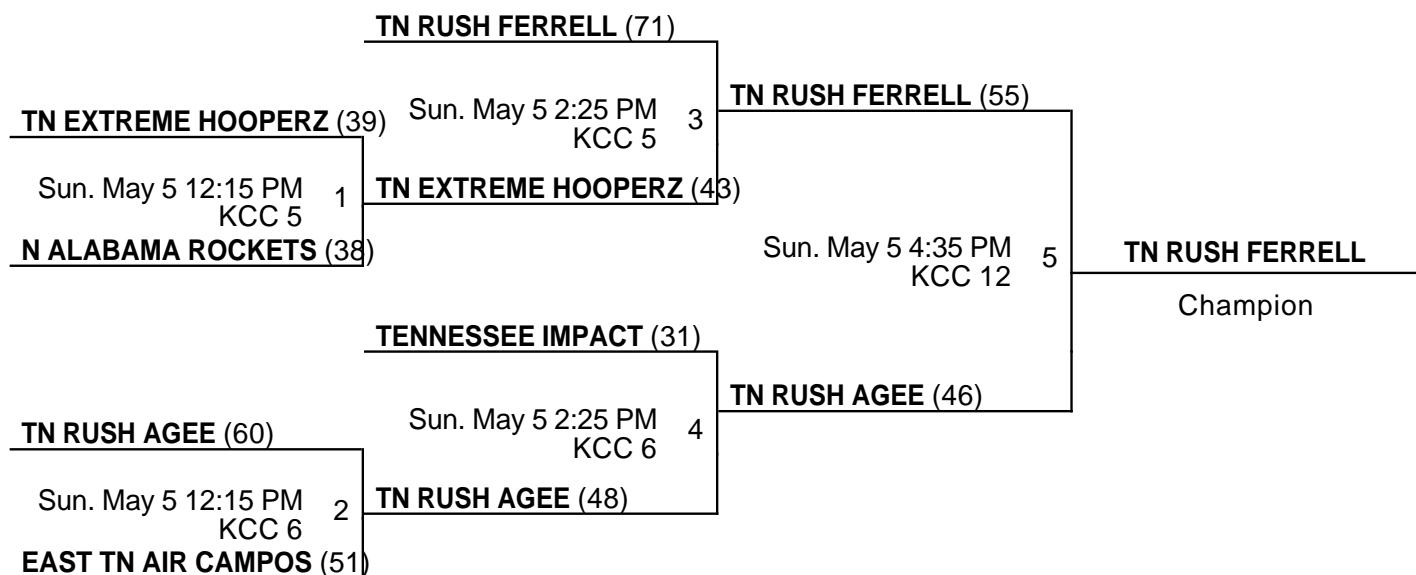 TN RUSH FERRELL (71)
TN EXTREME HOOPERZ (39)
Sun. May 5 2:25 PM
KCC 5
3
TN RUSH FERRELL (55)
Sun. May 5 12:15 PM
KCC 5
1
TN EXTREME HOOPERZ (43)
N ALABAMA ROCKETS (38)
Sun. May 5 4:35 PM
KCC 12
5
TN RUSH FERRELL
Champion
TENNESSEE IMPACT (31)
TN RUSH AGEE (60)
Sun. May 5 2:25 PM
KCC 6
4
TN RUSH AGEE (46)
Sun. May 5 12:15 PM
KCC 6
2
TN RUSH AGEE (48)
EAST TN AIR CAMPOS (51)